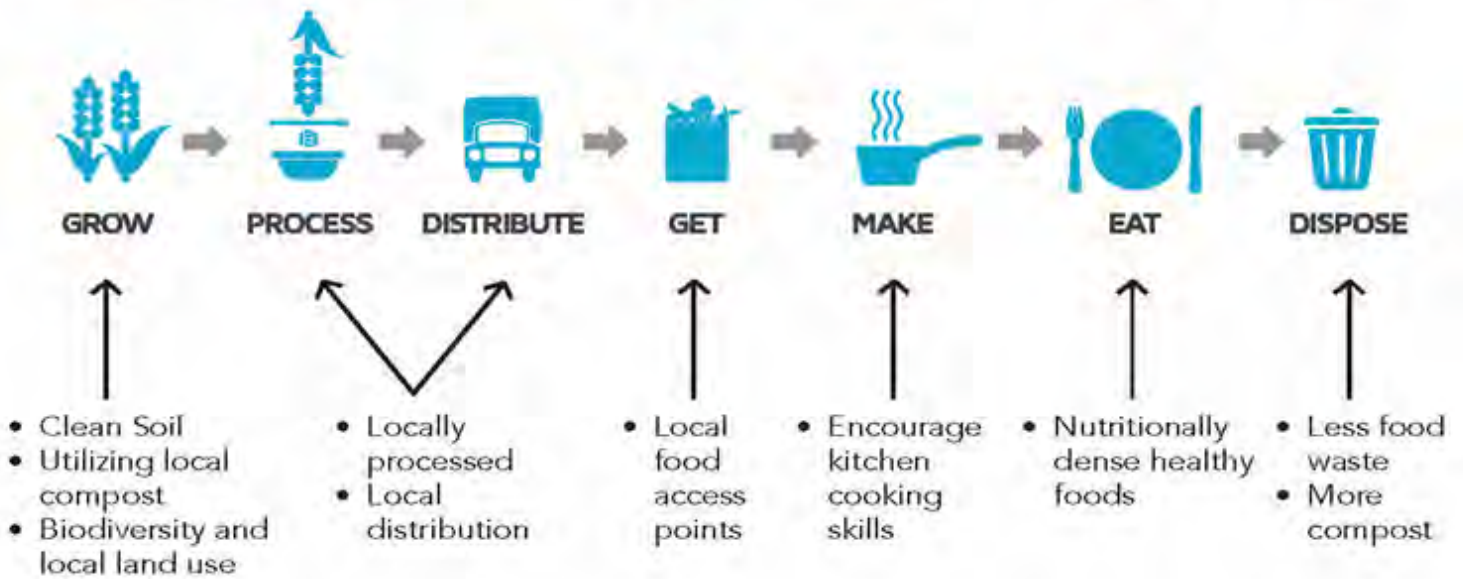 GROW
PROCESS
DISTRIBUTE
GET
MAKE
EAT
DISPOSE
• Clean Soil
• Utilizing local
compost
• Biodiversity and
local land use
• Locally
processed
• Local
distribution
• Local
food
access
points
• Encourage
kitchen
cooking
skills
• Nutritionally
dense healthy
foods
• Less food
waste
• More
compost